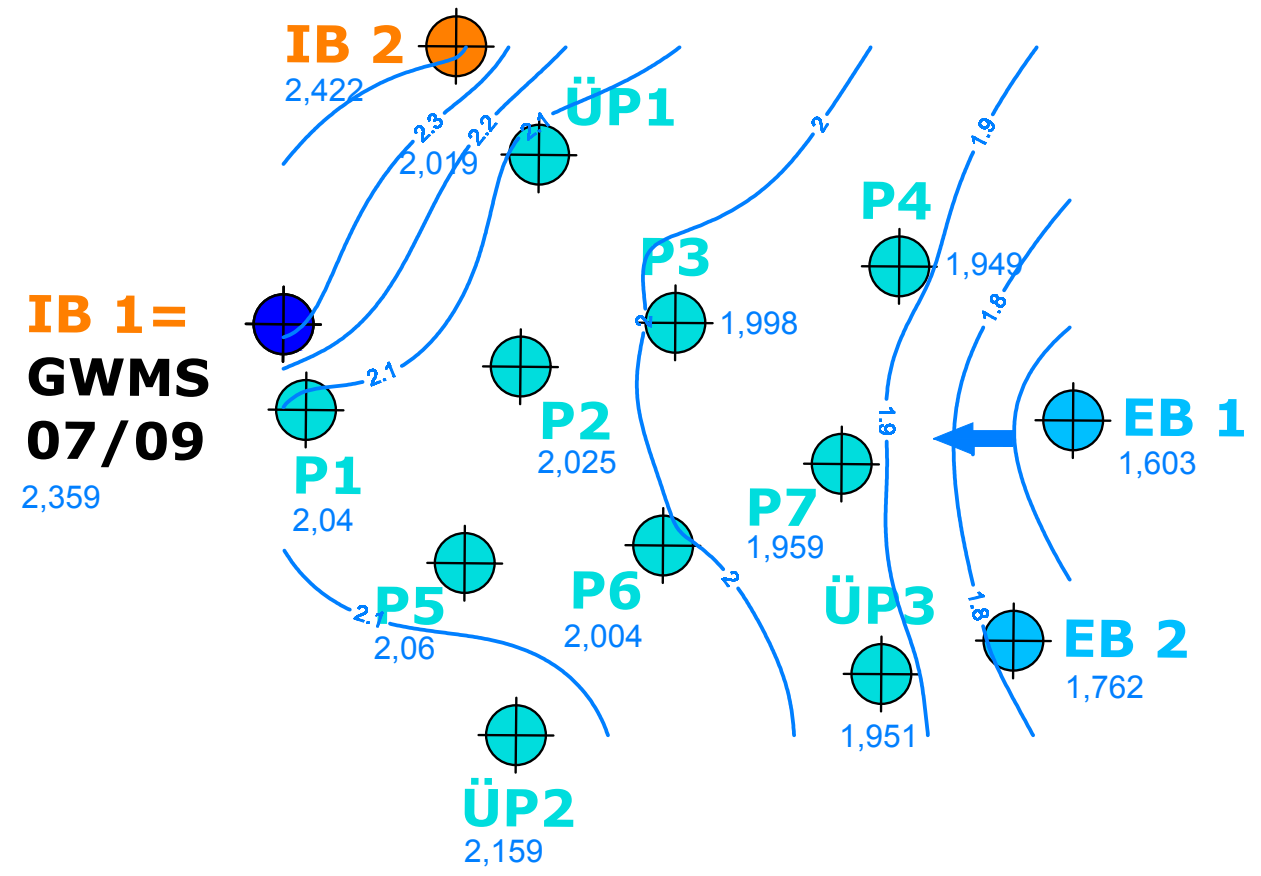 IB 2
2,422
ÜP1
2.3
2.2
2.1
2
1.9
2,019
P4
P3
1,949
1.8
IB 1=
GWMS
07/09
2,359
2
1,998
2.1
P1
2,04
P2
2,025
1.9
EB 1
1,603
P7
1,959
P5
2,06
2.1
P6
2,004
2
ÜP3
1,951
1.8
EB 2
1,762
ÜP2
2,159